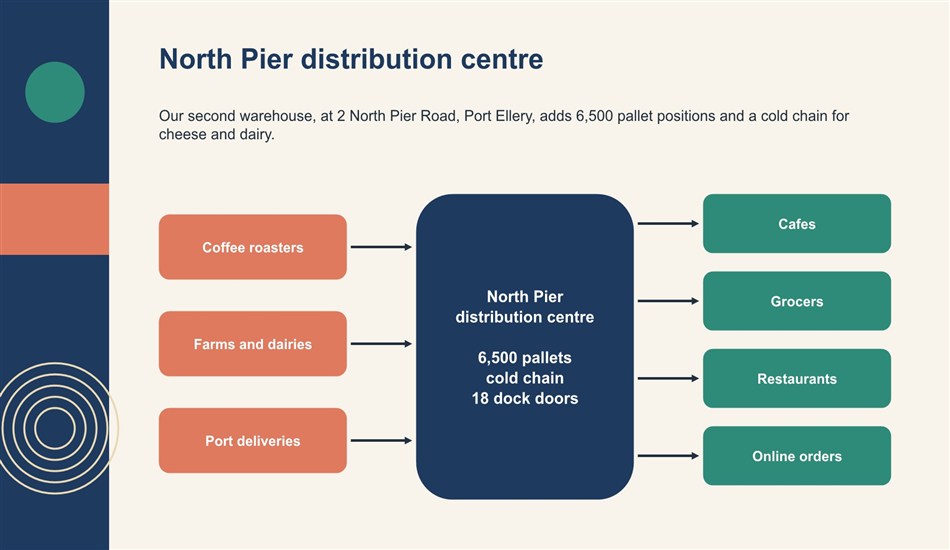 North Pier distribution centre
Our second warehouse, at 2 North Pier Road, Port Ellery, adds 6,500 pallet positions and a cold chain for
cheese and dairy.
Coffee roasters
Farms and dairies
Port deliveries
North Pier
distribution centre
6,500 pallets
cold chain
18 dock doors
Cafes
Grocers
Restaurants
Online orders